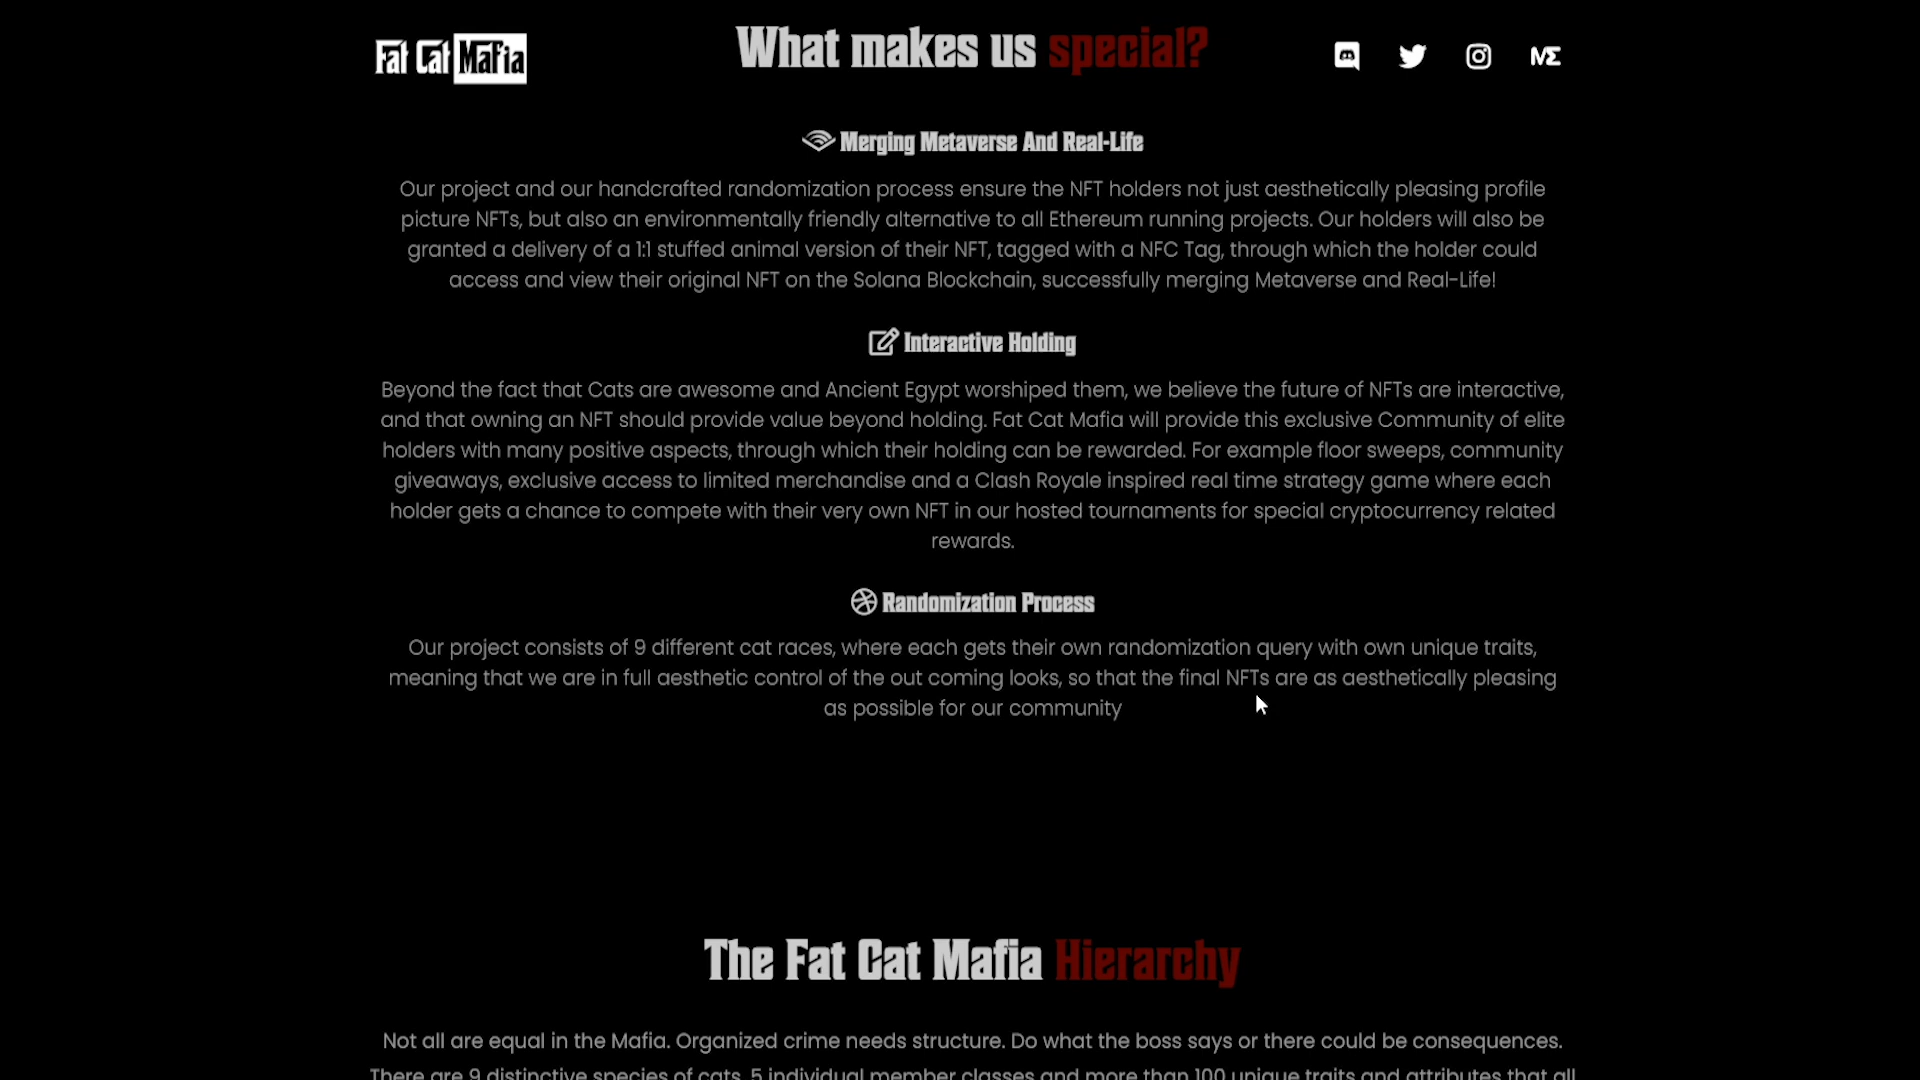 Fat Cat Mafia
What makes us special?
ME
Merging Metaverse And Real-Life
Our project and our handcrafted randomization process ensure the NFT holders not just aesthetically pleasing profile
picture NFTs, but also an environmentally friendly alternative to all Ethereum running projects. Our holders will also be
granted a delivery of a 1:1 stuffed animal version of their NFT, tagged with a NFC Tag, through which the holder could
access and view their original NFT on the Solana Blockchain, successfully merging Metaverse and Real-Life!
Interactive Holding
Beyond the fact that Cats are awesome and Ancient Egypt worshiped them, we believe the future of NFTs are interactive,
and that owning an NFT should provide value beyond holding. Fat Cat Mafia will provide this exclusive Community of elite
holders with many positive aspects, through which their holding can be rewarded. For example floor sweeps, community
giveaways, exclusive access to limited merchandise and a Clash Royale inspired real time strategy game where each
holder gets a chance to compete with their very own NFT in our hosted tournaments for special cryptocurrency related
rewards.
Randomization Process
Our project consists of 9 different cat races, where each gets their own randomization query with own unique traits,
meaning that we are in full aesthetic control of the out coming looks, so that the final NFTs are as aesthetically pleasing
as possible for our community
The Fat Cat Mafia Hierarchy
Not all are equal in the Mafia. Organized crime needs structure. Do what the boss says or there could be consequences.
There are 9 distinctive species of cats, 5 individual member classes and more than 100 unique traits and attributes that all